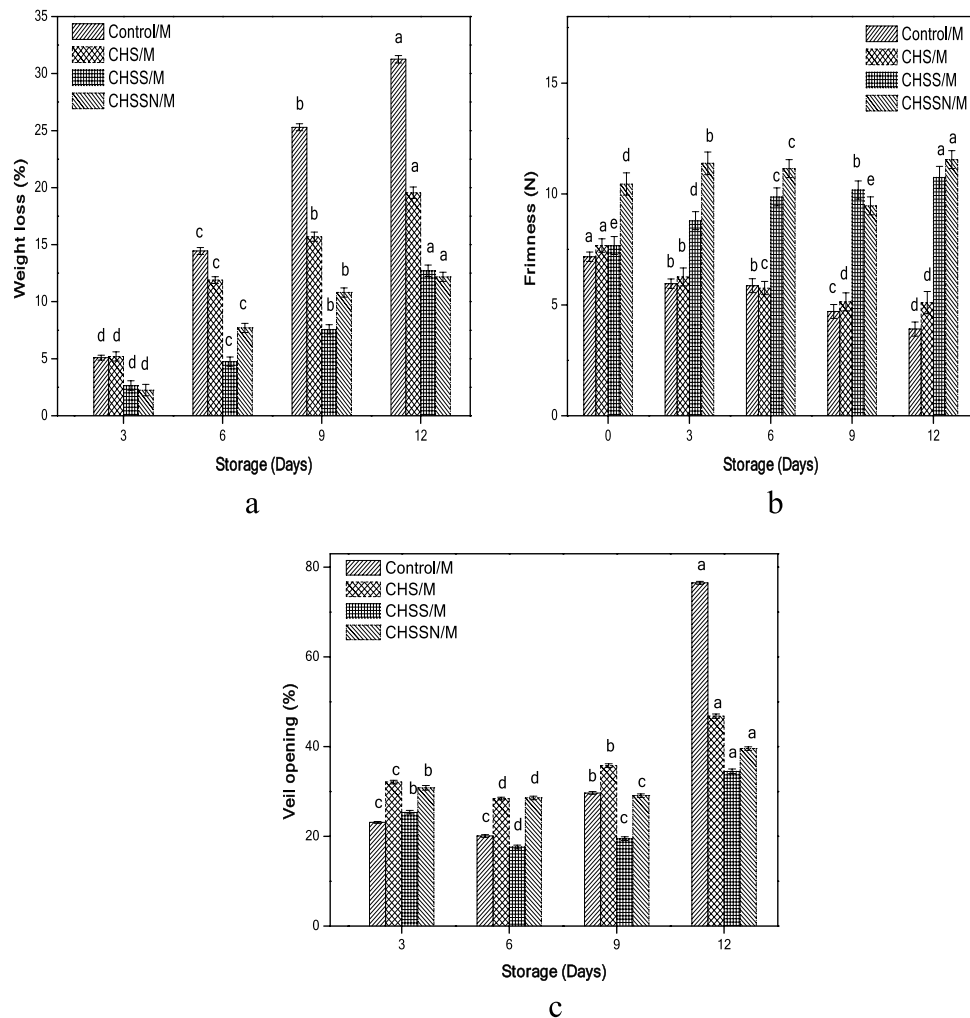 35
30
25
20
15
10
5
0
Weight loss (%)
Control/M
CHS/M
CHSS/M
CHSSN/M
d d d d
c c c c
b b b b
a a a a
3 6 9 12
Storage (Days)
a
15
10
5
0
Frimness (N)
Control/M
CHS/M
CHSS/M
CHSSN/M
a a e d
b b d b
b c c c
c d b e
d d a a
0 3 6 9 12
Storage (Days)
b
80
60
40
20
0
Veil opening (%)
Control/M
CHS/M
CHSS/M
CHSSN/M
c c b b
c d d d
b b c c
a a a a
3 6 9 12
Storage (Days)
c